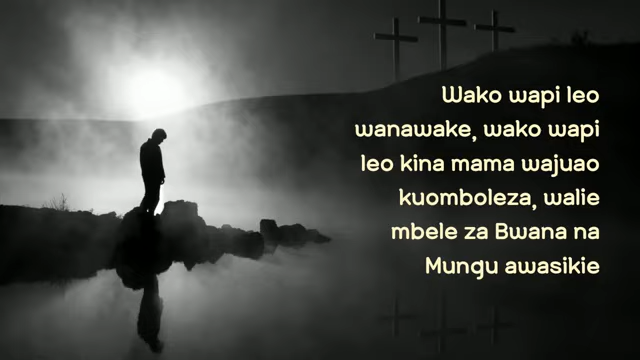 Wako wapi leo
wanawake, wako wapi
leo kina mama wajuao
kuomboleza, walie
mbele za Bwana na
Mungu awasikie